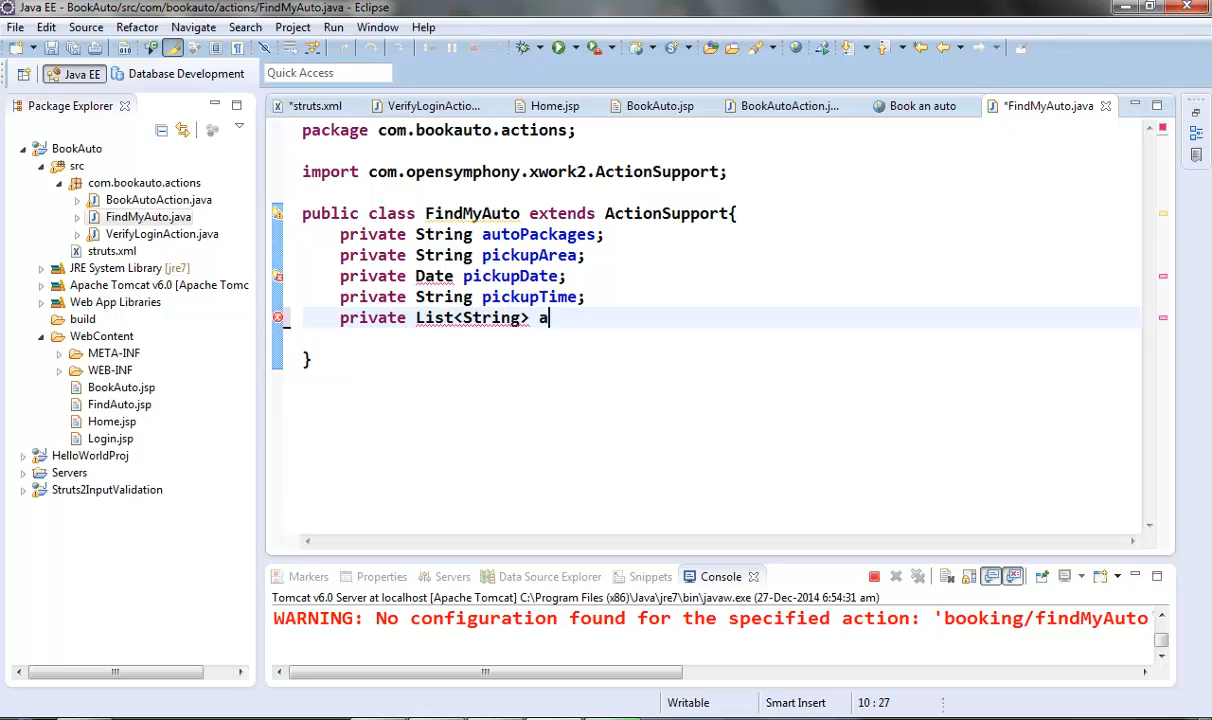 Java EE - BookAuto/src/com/bookauto/actions/FindMyAuto.java - Eclipse
File Edit Source Refactor Navigate Search Project Run Window Help
Java EE Database Development Quick Access
Package Explorer
BookAuto
src
com.bookauto.actions
BookAutoAction.java
FindMyAuto.java
VerifyLoginAction.java
struts.xml
JRE System Library [jre7]
Apache Tomcat v6.0 [Apache Tomc
Web App Libraries
build
WebContent
META-INF
WEB-INF
BookAuto.jsp
FindAuto.jsp
Home.jsp
Login.jsp
HelloWorldProj
Servers
Struts2InputValidation
*struts.xml VerifyLoginActio... Home.jsp BookAuto.jsp BookAutoAction.j... Book an auto *FindMyAuto.java
package com.bookauto.actions;
import com.opensymphony.xwork2.ActionSupport;
public class FindMyAuto extends ActionSupport{
private String autoPackages;
private String pickupArea;
private Date pickupDate;
private String pickupTime;
private List<String> a
}
Markers Properties Servers Data Source Explorer Snippets Console
Tomcat v6.0 Server at localhost [Apache Tomcat] C:\Program Files (x86)\Java\jre7\bin\javaw.exe (27-Dec-2014 6:54:31 am)
WARNING: No configuration found for the specified action: 'booking/findMyAuto
Writable Smart Insert 10 : 27